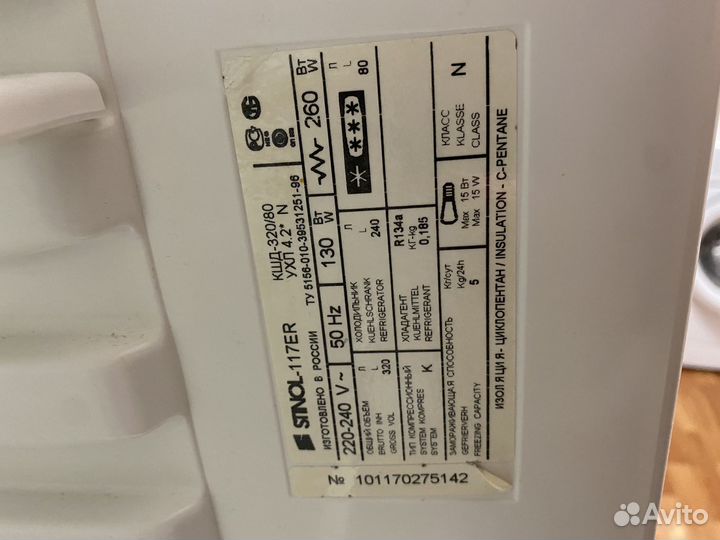 STINOL-117ER
КШД-320/80
УХЛ 4.2* N
ИЗГОТОВЛЕНО В РОССИИ ТУ 5156-010-39531251-96
220-240 V ~ 50 Hz 130 Вт W 260 Вт W
ОБЩИЙ ОБЪЕМ Л
BRUTTO INH L
GROSS VOL 320
ХОЛОДИЛЬНИК Л
KUEHLSCHRANK L
REFRIGERATOR 240
Л
L
80
ТИП КОМПРЕССИОННЫЙ
SYSTEM KOMPRES K
SYSTEM
ХЛАДАГЕНТ R134a
KUEHLMITTEL КГ-kg
REFRIGERANT 0,185
ЗАМОРАЖИВАЮЩАЯ СПОСОБНОСТЬ Кг/сут
GEFRIERVERH Kg/24h
FREEZING CAPACITY 5
Max 15 Вт
Max 15 W
КЛАСС
KLASSE N
CLASS
ИЗОЛЯЦИЯ - ЦИКЛОПЕНТАН / INSULATION - C-PENTANE
№ 101170275142
Avito